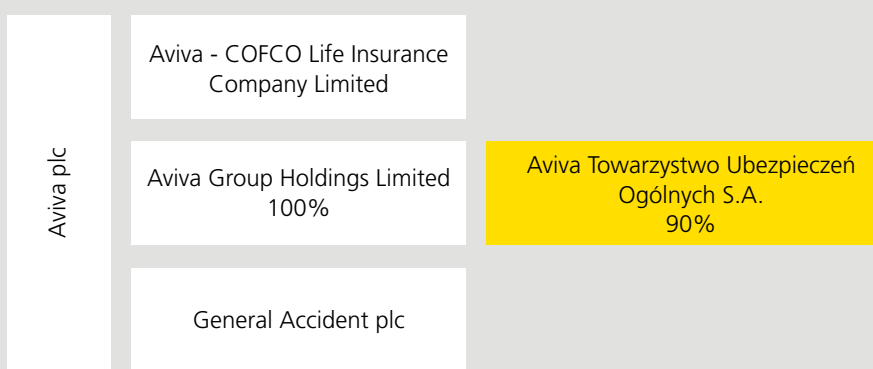 Aviva plc
Aviva - COFCO Life Insurance
Company Limited
Aviva Group Holdings Limited
100%
Aviva Towarzystwo Ubezpieczeń
Ogólnych S.A.
90%
General Accident plc